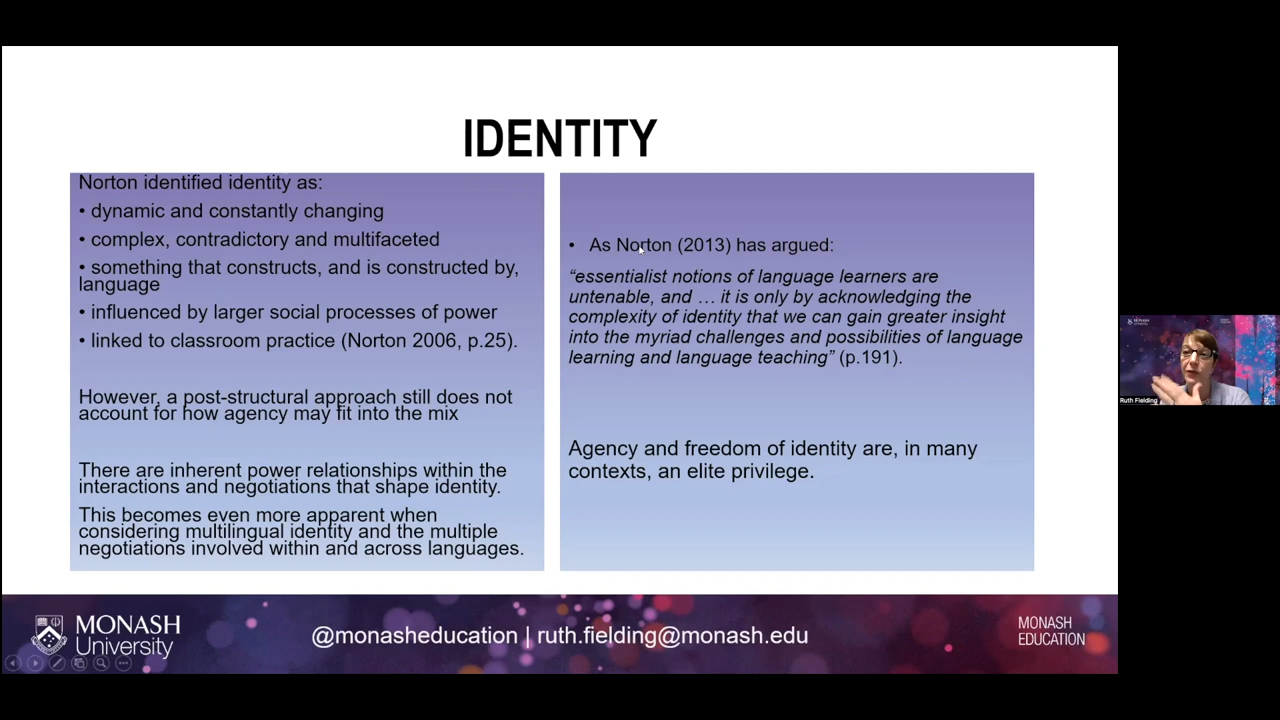 IDENTITY
Norton identified identity as:
• dynamic and constantly changing
• complex, contradictory and multifaceted
• something that constructs, and is constructed by,
language
• influenced by larger social processes of power
• linked to classroom practice (Norton 2006, p.25).
However, a post-structural approach still does not
account for how agency may fit into the mix
There are inherent power relationships within the
interactions and negotiations that shape identity.
This becomes even more apparent when
considering multilingual identity and the multiple
negotiations involved within and across languages.
• As Norton (2013) has argued:
“essentialist notions of language learners are
untenable, and … it is only by acknowledging the
complexity of identity that we can gain greater insight
into the myriad challenges and possibilities of language
learning and language teaching” (p.191).
Agency and freedom of identity are, in many
contexts, an elite privilege.
MONASH
University
@monasheducation | ruth.fielding@monash.edu
MONASH
EDUCATION
Ruth Fielding